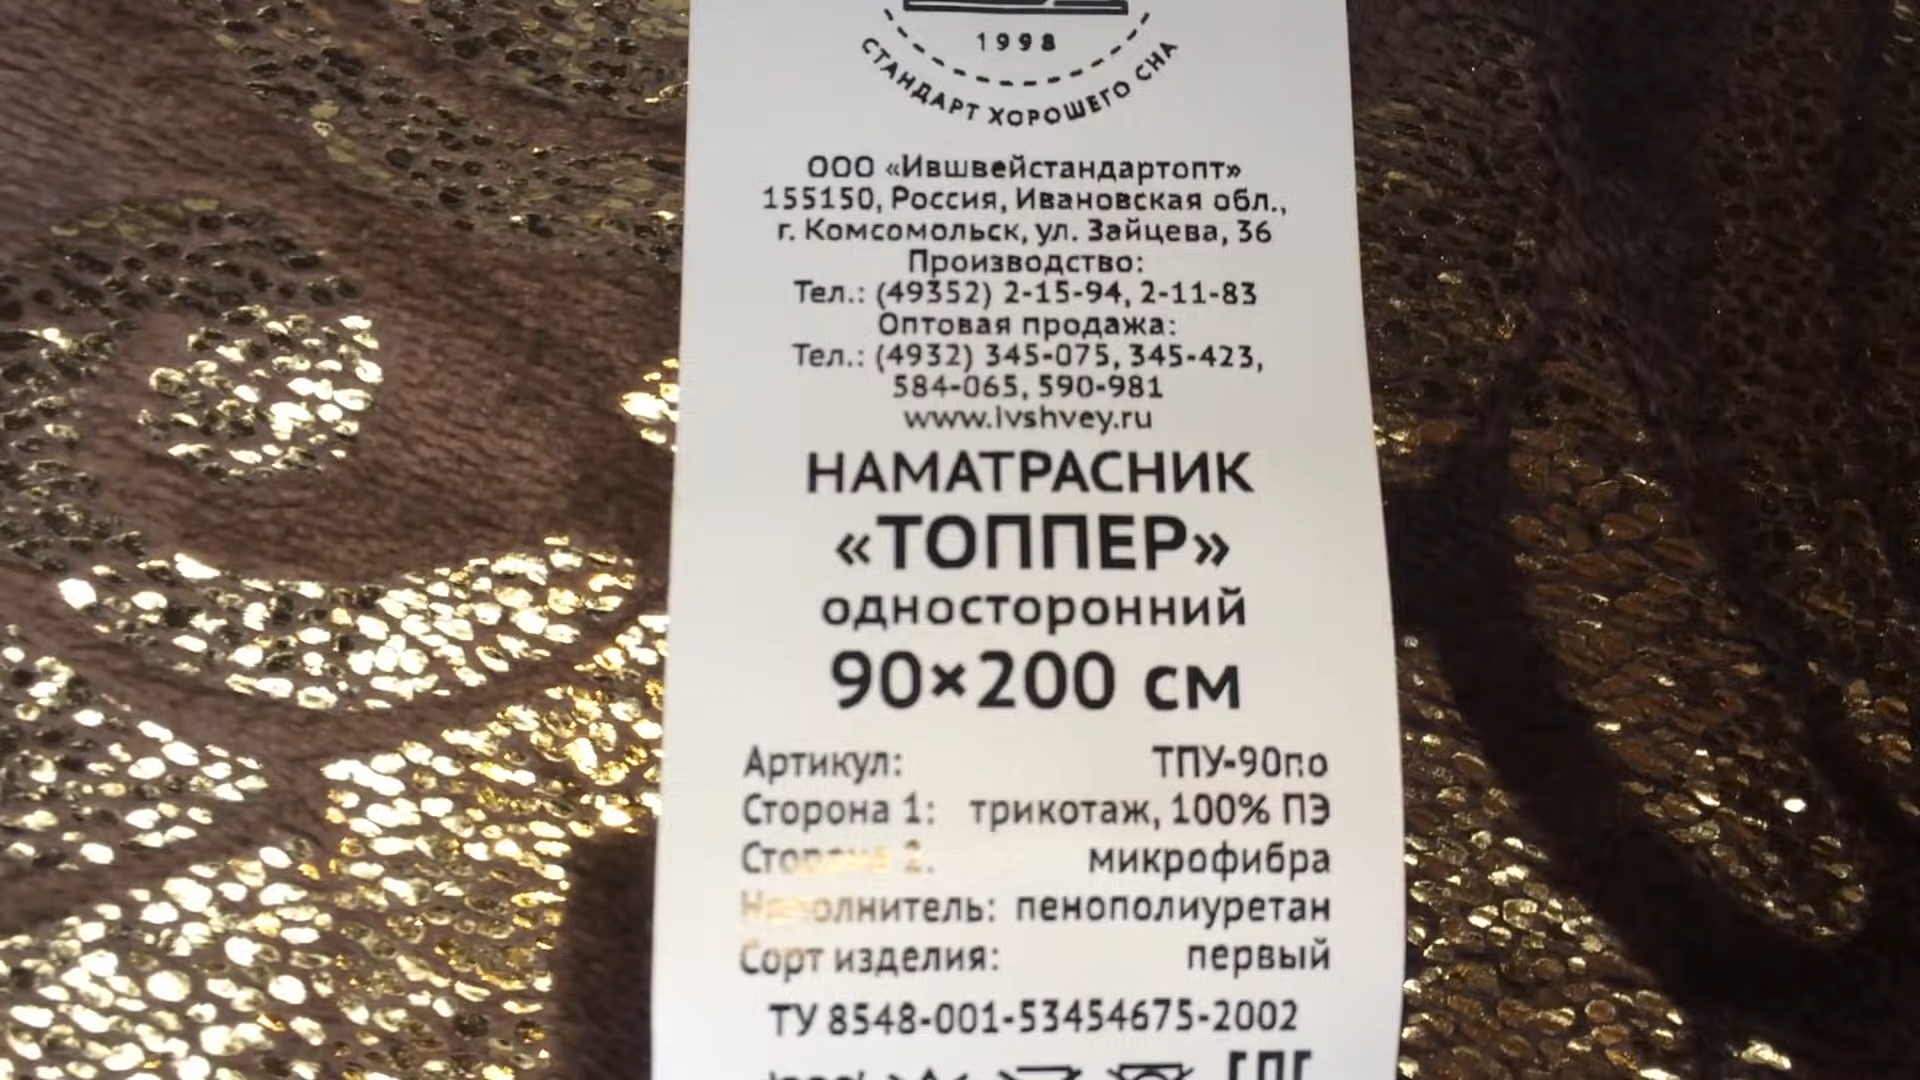 1998
СТАНДАРТ ХОРОШЕГО СНА
ООО «Ившвейстандартопт»
155150, Россия, Ивановская обл.,
г. Комсомольск, ул. Зайцева, 36
Производство:
Тел.: (49352) 2-15-94, 2-11-83
Оптовая продажа:
Тел.: (4932) 345-075, 345-423,
584-065, 590-981
www.ivshvey.ru
НАМАТРАСНИК
«ТОППЕР»
односторонний
90×200 см
Артикул: ТПУ-90по
Сторона 1: трикотаж, 100% ПЭ
Сторона 2. микрофибра
Наполнитель: пенополиуретан
Сорт изделия: первый
ТУ 8548-001-53454675-2002